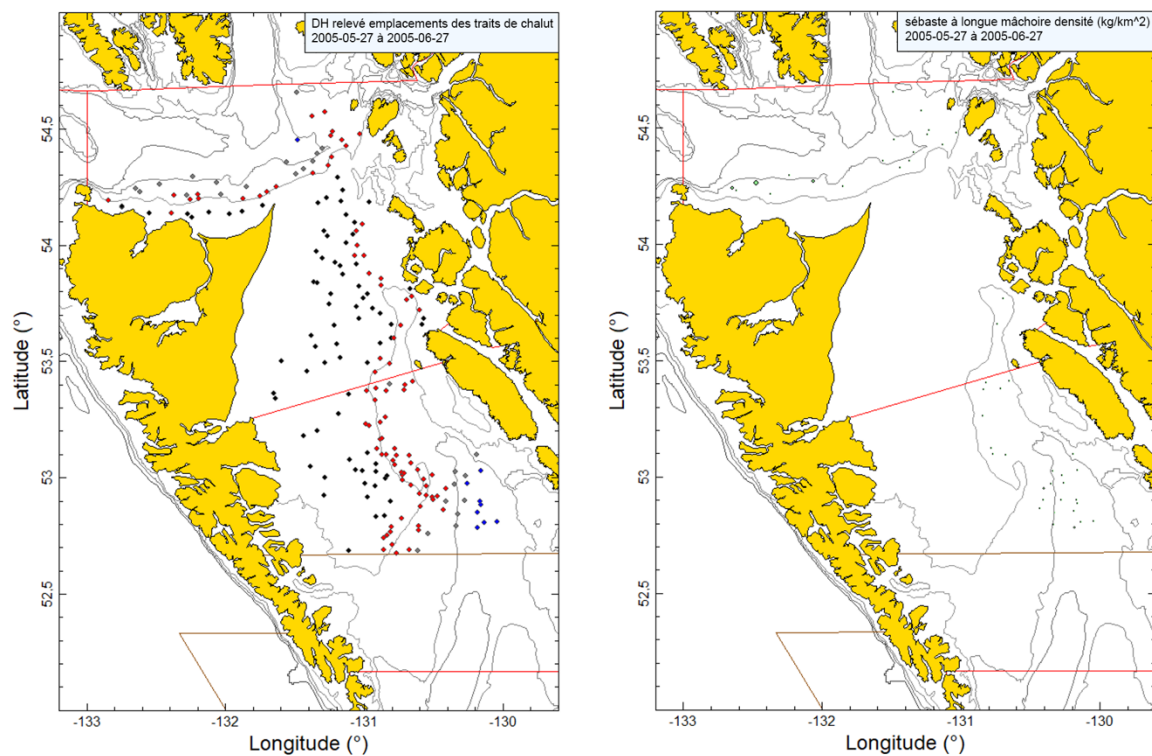 DH relevé emplacements des traits de chalut
2005-05-27 à 2005-06-27
54.5
54
53.5
53
52.5
Latitude (°)
-133
-132
-131
-130
Longitude (°)
sébaste à longue mâchoire densité (kg/km^2)
2005-05-27 à 2005-06-27
54.5
54
53.5
53
52.5
Latitude (°)
-133
-132
-131
-130
Longitude (°)